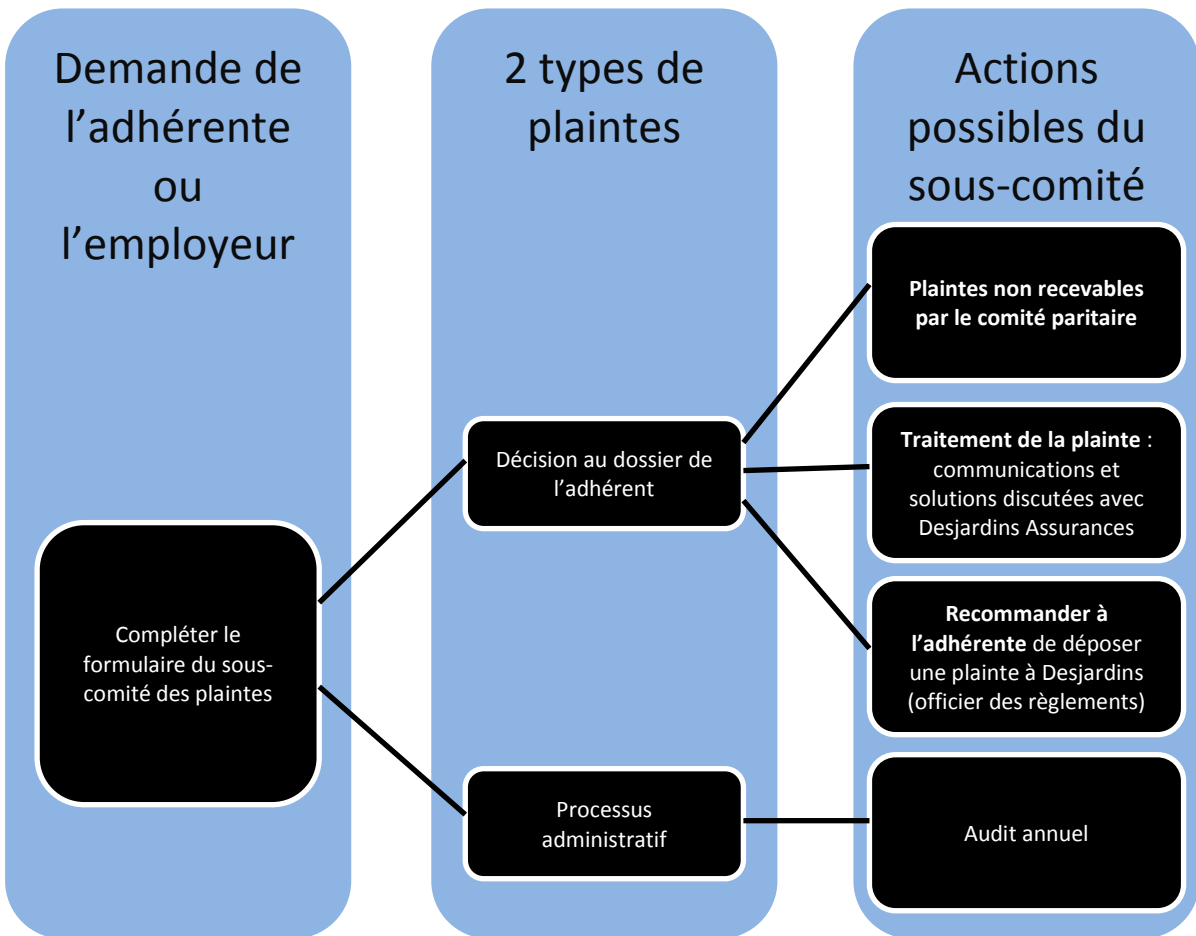 Demande de
l'adhérente
ou
l'employeur
Compléter le
formulaire du sous-
comité des plaintes
2 types de
plaintes
Décision au dossier de
l'adhérent
Processus
administratif
Actions
possibles du
sous-comité
Plaintes non recevables
par le comité paritaire
Traitement de la plainte :
communications et
solutions discutées avec
Desjardins Assurances
Recommander à
l'adhérente de déposer
une plainte à Desjardins
(officier des règlements)
Audit annuel